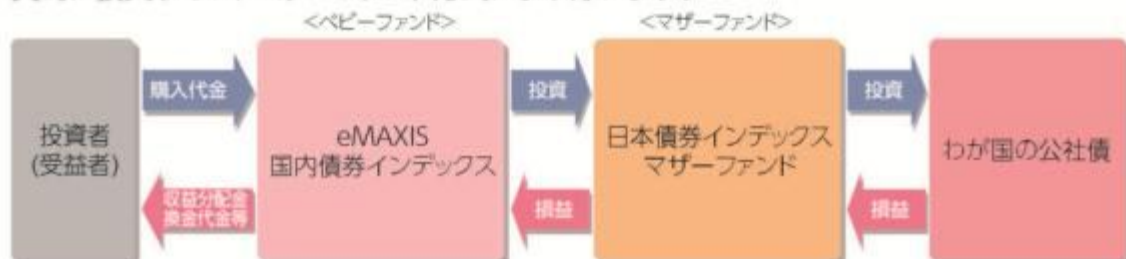 <ベビーファンド>
<マザーファンド>
購入代金
投資
投資
投資者
(受益者)
eMAXIS
国内債券インデックス
日本債券インデックス
マザーファンド
わが国の公社債
収益分配金
換金代金等
損益
損益